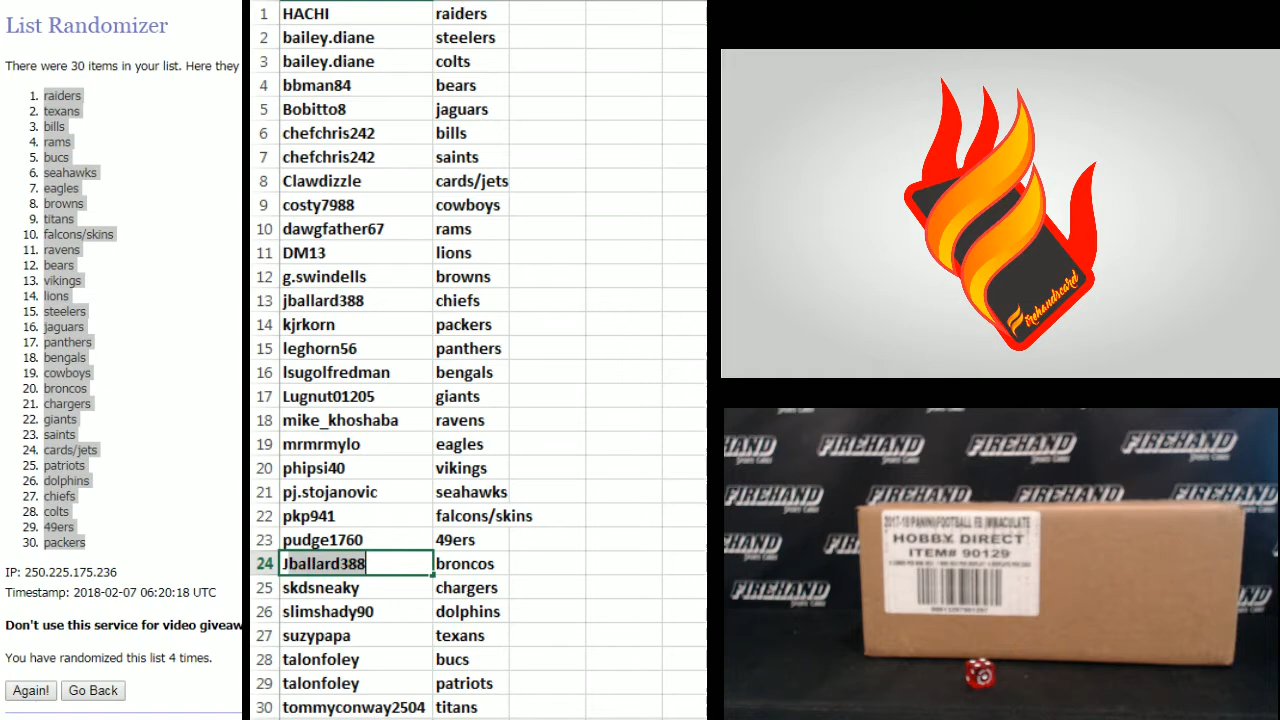 List Randomizer
There were 30 items in your list. Here they
1. raiders
2. texans
3. bills
4. rams
5. bucs
6. seahawks
7. eagles
8. browns
9. titans
10. falcons/skins
11. ravens
12. bears
13. vikings
14. lions
15. steelers
16. jaguars
17. panthers
18. bengals
19. cowboys
20. broncos
21. chargers
22. giants
23. saints
24. cards/jets
25. patriots
26. dolphins
27. chiefs
28. colts
29. 49ers
30. packers
IP: 250.225.175.236
Timestamp: 2018-02-07 06:20:18 UTC
Don't use this service for video giveaw
You have randomized this list 4 times.
Again! Go Back
1 HACHI raiders
2 bailey.diane steelers
3 bailey.diane colts
4 bbman84 bears
5 Bobitto8 jaguars
6 chefchris242 bills
7 chefchris242 saints
8 Clawdizzle cards/jets
9 costy7988 cowboys
10 dawgfather67 rams
11 DM13 lions
12 g.swindells browns
13 jballard388 chiefs
14 kjrkorn packers
15 leghorn56 panthers
16 lsugolfredman bengals
17 Lugnut01205 giants
18 mike_khoshaba ravens
19 mrmrmylo eagles
20 phipsi40 vikings
21 pj.stojanovic seahawks
22 pkp941 falcons/skins
23 pudge1760 49ers
24 Jballard388 broncos
25 skdsneaky chargers
26 slimshady90 dolphins
27 suzypapa texans
28 talonfoley bucs
29 talonfoley patriots
30 tommyconway2504 titans
Firehandscard
FIREHAND
FIREHAND
FIREHAND
FIREHAND
2017-18 PANINI FOOTBALL FB IMMACULATE
HOBBY DIRECT
ITEM# 90129